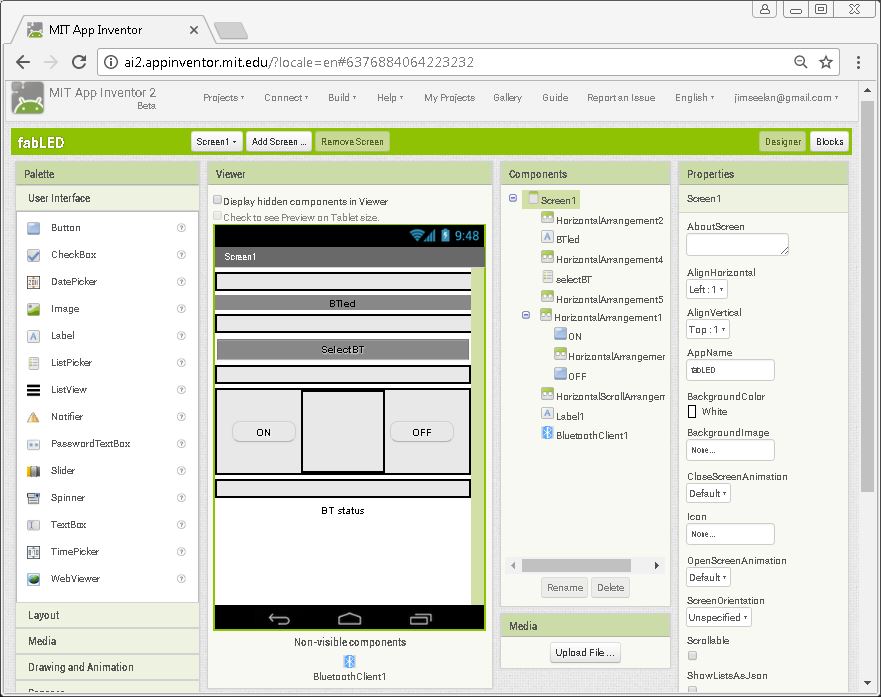 MIT App Inventor
ai2.appinventor.mit.edu/?locale=en#6376884064223232
MIT App Inventor 2
Beta
Projects
Connect
Build
Help
My Projects
Gallery
Guide
Report an Issue
English
jimseelan@gmail.com
fabLED
Screen1
Add Screen ...
Remove Screen
Designer
Blocks
Palette
User Interface
Button ?
CheckBox ?
DatePicker ?
Image ?
Label ?
ListPicker ?
ListView ?
Notifier ?
PasswordTextBox ?
Slider ?
Spinner ?
TextBox ?
TimePicker ?
WebViewer ?
Layout
Media
Drawing and Animation
Viewer
Display hidden components in Viewer
Check to see Preview on Tablet size.
9:48
Screen1
BTled
SelectBT
ON
OFF
BT status
Non-visible components
BluetoothClient1
Components
Screen1
HorizontalArrangement2
A BTled
HorizontalArrangement4
selectBT
HorizontalArrangement5
HorizontalArrangement1
ON
HorizontalArrangemer
OFF
HorizontalScrollArrangem
A Label1
BluetoothClient1
Rename
Delete
Media
Upload File ...
Properties
Screen1
AboutScreen
AlignHorizontal
Left : 1
AlignVertical
Top : 1
AppName
fabLED
BackgroundColor
White
BackgroundImage
None...
CloseScreenAnimation
Default
Icon
None...
OpenScreenAnimation
Default
ScreenOrientation
Unspecified
Scrollable
ShowListsAsJson